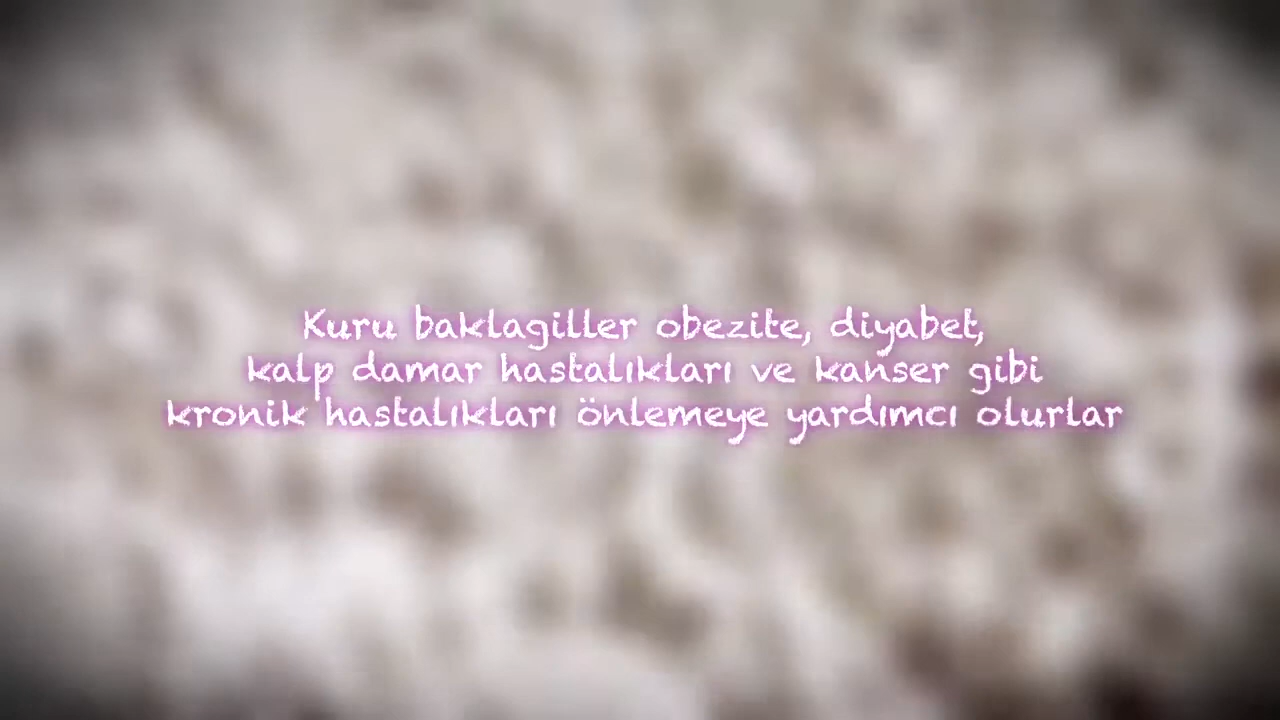 Kuru baklagiller obezite, diyabet,
kalp damar hastalıkları ve kanser gibi
kronik hastalıkları önlemeye yardımcı olurlar